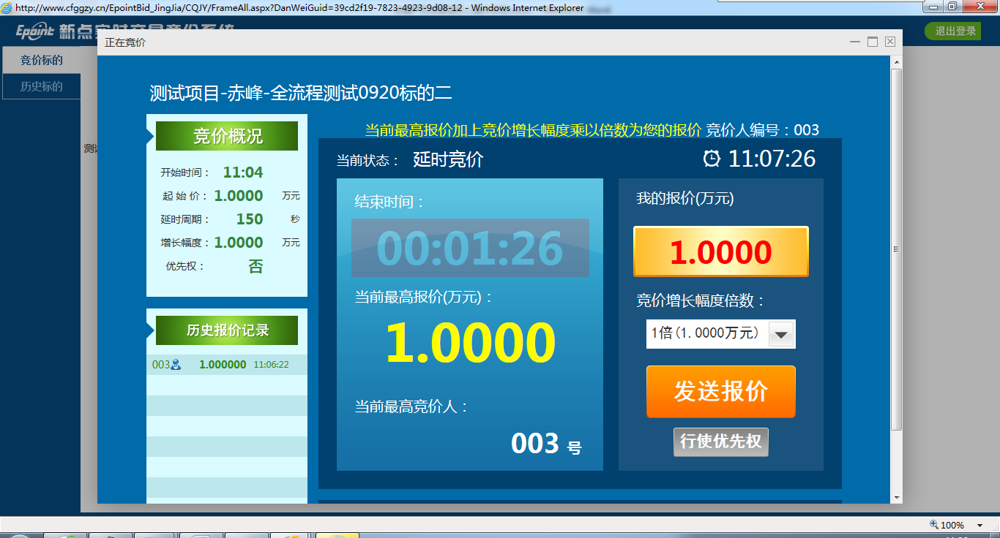 http://www.cfggzy.cn/EpointBid_JingJia/CQJY/FrameAll.aspx?DanWeiGuid=39cd2f19-7823-4923-9d08-12 - Windows Internet Explorer
Epoint 新点实时交易竞价系统
退出登录
正在竞价
竞价标的
历史标的
测试项目-赤峰-全流程测试0920标的二
当前最高报价加上竞价增长幅度乘以倍数为您的报价 竞价人编号：003
竞价概况
开始时间： 11:04
起 始 价： 1.0000 万元
延时周期： 150 秒
增长幅度： 1.0000 万元
优先权： 否
历史报价记录
003 1.000000 11:06:22
测试
当前状态： 延时竞价
11:07:26
结束时间：
00:01:26
当前最高报价(万元)：
1.0000
当前最高竞价人：
003 号
我的报价(万元)
1.0000
竞价增长幅度倍数：
1倍(1.0000万元)
发送报价
行使优先权
100%